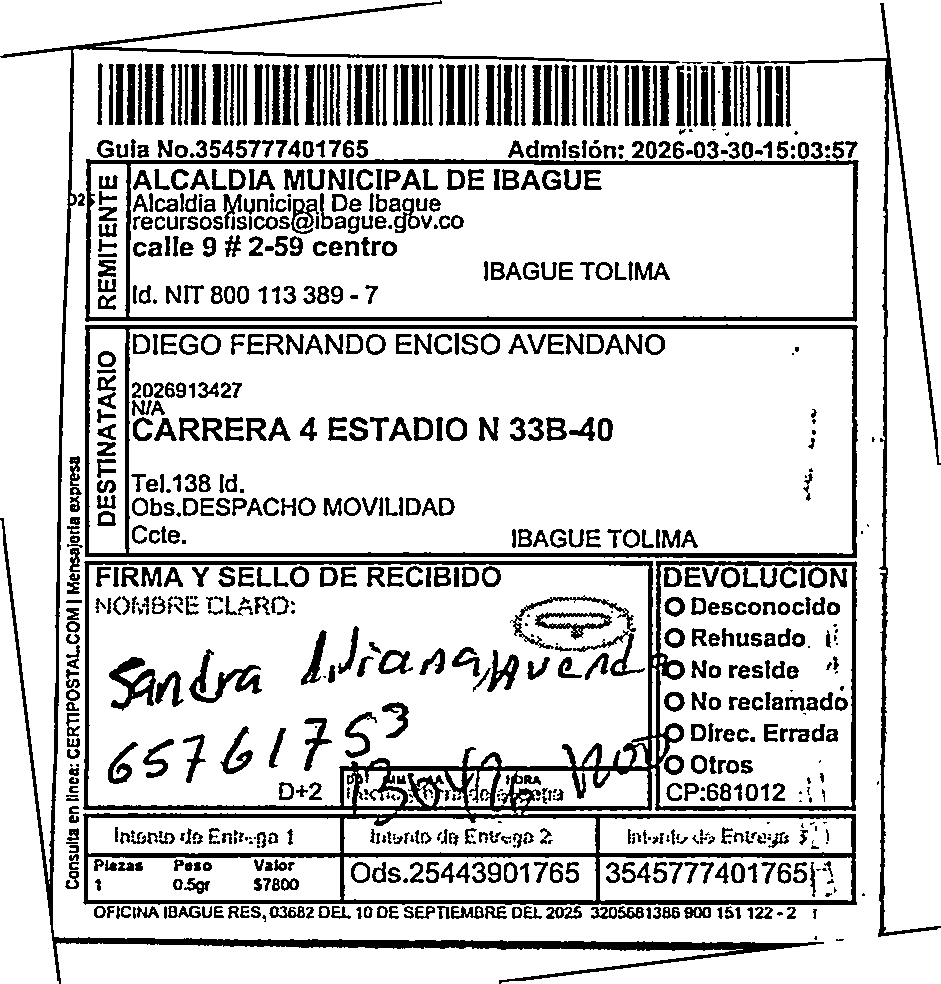 Guia No.3545777401765 Admisión: 2026-03-30-15:03:57
REMITENTE
ALCALDIA MUNICIPAL DE IBAGUE
Alcaldia Municipal De Ibague
recursosfisicos@ibague.gov.co
calle 9 # 2-59 centro
IBAGUE TOLIMA
Id. NIT 800 113 389 - 7
DESTINATARIO
DIEGO FERNANDO ENCISO AVENDANO
2026913427
N/A
CARRERA 4 ESTADIO N 33B-40
Tel.138 Id.
Obs.DESPACHO MOVILIDAD
Ccte.
IBAGUE TOLIMA
Consulta en línea: CERTIPOSTAL.COM | Mensajería expresa
FIRMA Y SELLO DE RECIBIDO
NOMBRE CLARO:
Sandra
65761753
D+2
DD MM AA HORA
DEVOLUCION
O Desconocido
O Rehusado
O No reside
O No reclamado
O Direc. Errada
O Otros
CP:681012
Intento de Entrega 1 Intento de Entrega 2 Intento de Entrega 3
Plazas Peso Valor
1 0.5gr $7800
Ods.25443901765 3545777401765
OFICINA IBAGUE RES, 03682 DEL 10 DE SEPTIEMBRE DEL 2025 3205681386 900 151 122 - 2